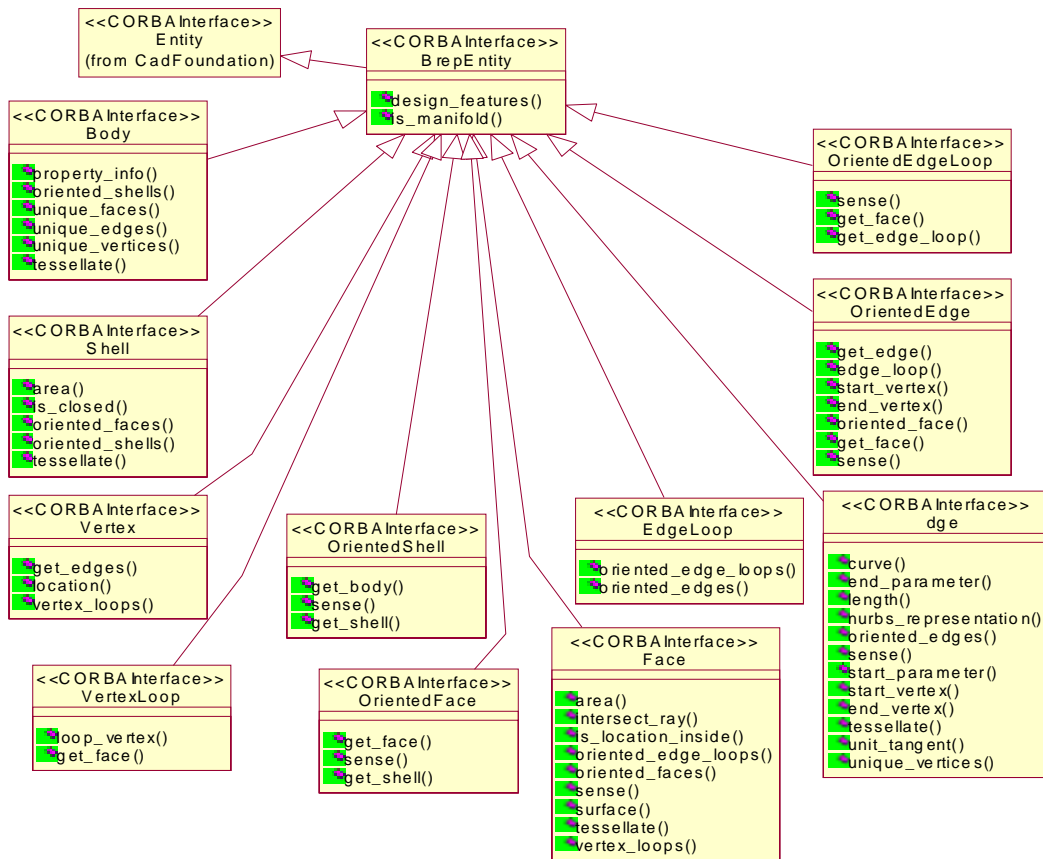 <<CORBAInterface>>
Entity
(from CadFoundation)
<<CORBAInterface>>
BrepEntity
design_features()
is_manifold()
<<CORBAInterface>>
Body
property_info()
oriented_shells()
unique_faces()
unique_edges()
unique_vertices()
tessellate()
<<CORBAInterface>>
OrientedEdgeLoop
sense()
get_face()
get_edge_loop()
<<CORBAInterface>>
OrientedEdge
get_edge()
edge_loop()
start_vertex()
end_vertex()
oriented_face()
get_face()
sense()
<<CORBAInterface>>
Shell
area()
is_closed()
oriented_faces()
oriented_shells()
tessellate()
<<CORBAInterface>>
Vertex
get_edges()
location()
vertex_loops()
<<CORBAInterface>>
OrientedShell
get_body()
sense()
get_shell()
<<CORBAInterface>>
EdgeLoop
oriented_edge_loops()
oriented_edges()
<<CORBAInterface>>
dge
curve()
end_parameter()
length()
nurbs_representation()
oriented_edges()
sense()
start_parameter()
start_vertex()
end_vertex()
tessellate()
unit_tangent()
unique_vertices()
<<CORBAInterface>>
VertexLoop
loop_vertex()
get_face()
<<CORBAInterface>>
OrientedFace
get_face()
sense()
get_shell()
<<CORBAInterface>>
Face
area()
intersect_ray()
is_location_inside()
oriented_edge_loops()
oriented_faces()
sense()
surface()
tessellate()
vertex_loops()